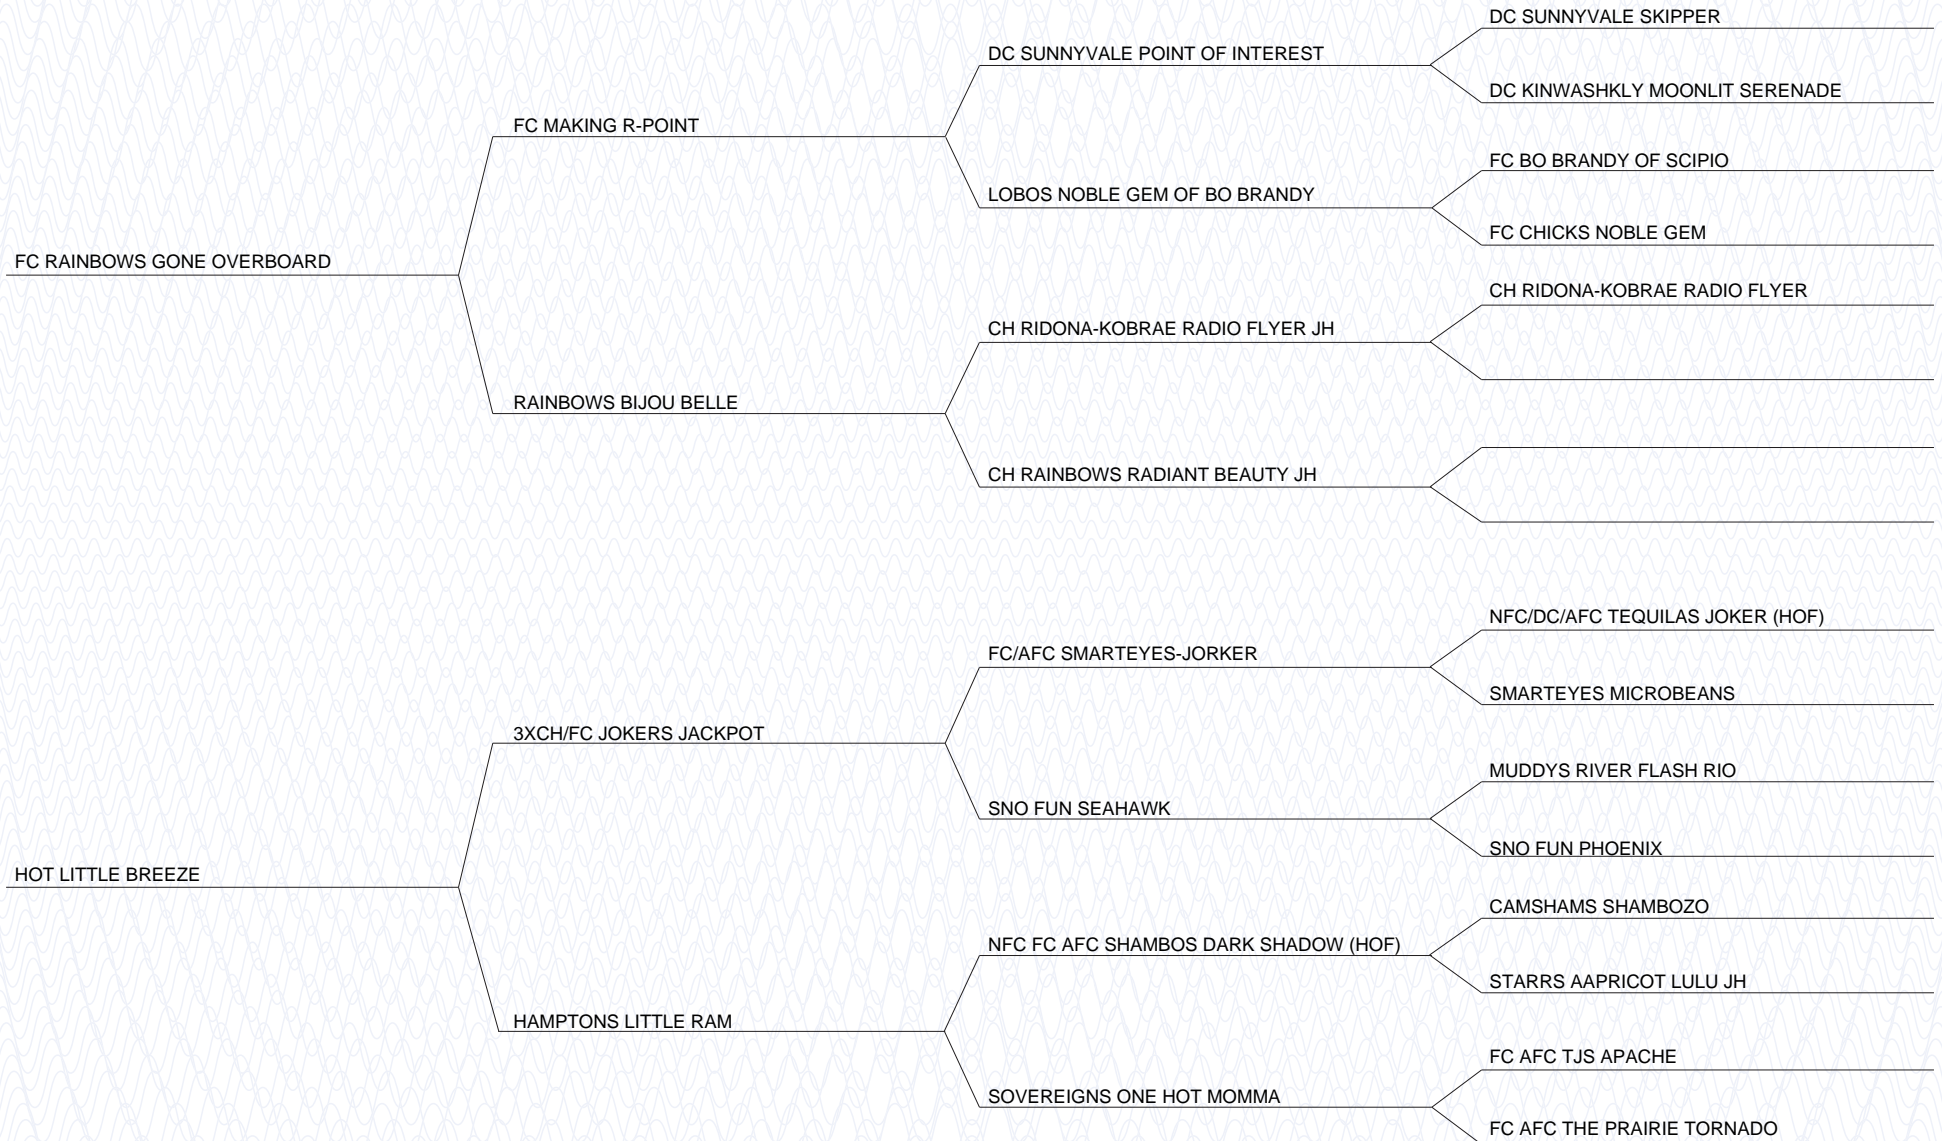 DC SUNNYVALE SKIPPER
DC SUNNYVALE POINT OF INTEREST
DC KINWASHKLY MOONLIT SERENADE
FC MAKING R-POINT
FC BO BRANDY OF SCIPIO
LOBOS NOBLE GEM OF BO BRANDY
FC CHICKS NOBLE GEM
FC RAINBOWS GONE OVERBOARD
CH RIDONA-KOBRAE RADIO FLYER
CH RIDONA-KOBRAE RADIO FLYER JH
RAINBOWS BIJOU BELLE
CH RAINBOWS RADIANT BEAUTY JH
NFC/DC/AFC TEQUILAS JOKER (HOF)
FC/AFC SMARTEYES-JORKER
SMARTEYES MICROBEANS
3XCH/FC JOKERS JACKPOT
MUDDYS RIVER FLASH RIO
SNO FUN SEAHAWK
SNO FUN PHOENIX
HOT LITTLE BREEZE
CAMSHAMS SHAMBOZO
NFC FC AFC SHAMBOS DARK SHADOW (HOF)
STARRS AAPRICOT LULU JH
HAMPTONS LITTLE RAM
FC AFC TJS APACHE
SOVEREIGNS ONE HOT MOMMA
FC AFC THE PRAIRIE TORNADO